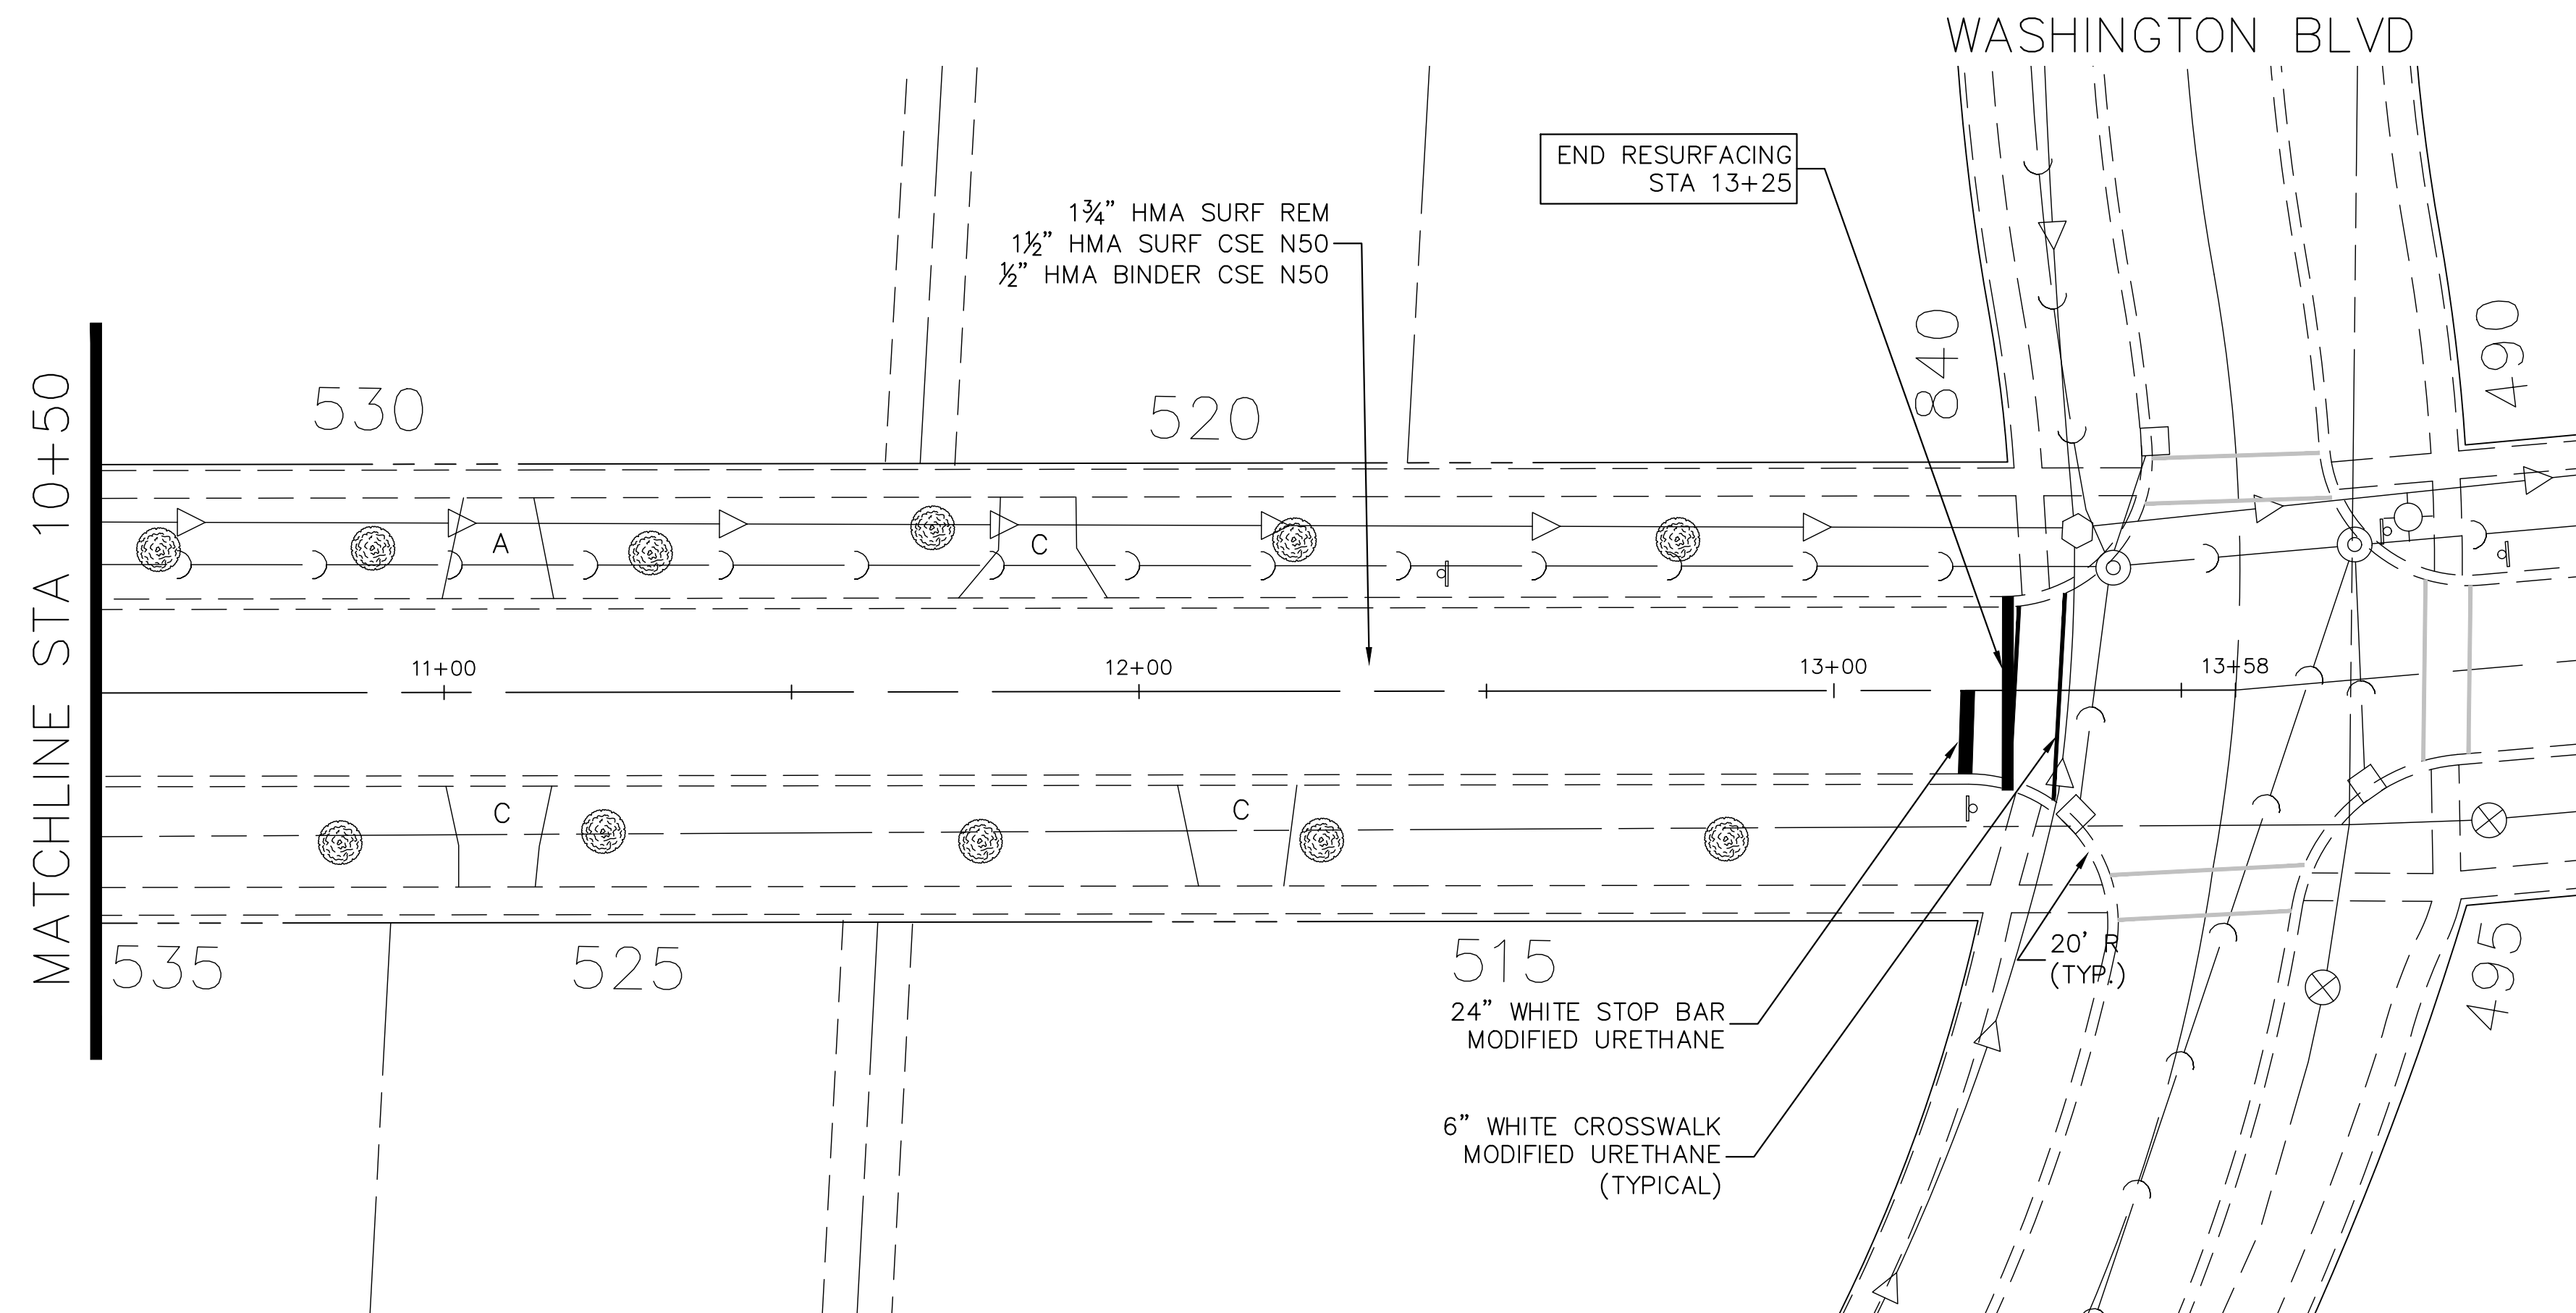 WASHINGTON BLVD
END RESURFACING
STA 13+25
1¾” HMA SURF REM
1½” HMA SURF CSE N50
½” HMA BINDER CSE N50
MATCHLINE STA 10+50
530
520
840
490
A
C
11+00
12+00
13+00
13+58
C
C
535
525
515
495
20’ R
(TYP.)
24” WHITE STOP BAR
MODIFIED URETHANE
6” WHITE CROSSWALK
MODIFIED URETHANE
(TYPICAL)